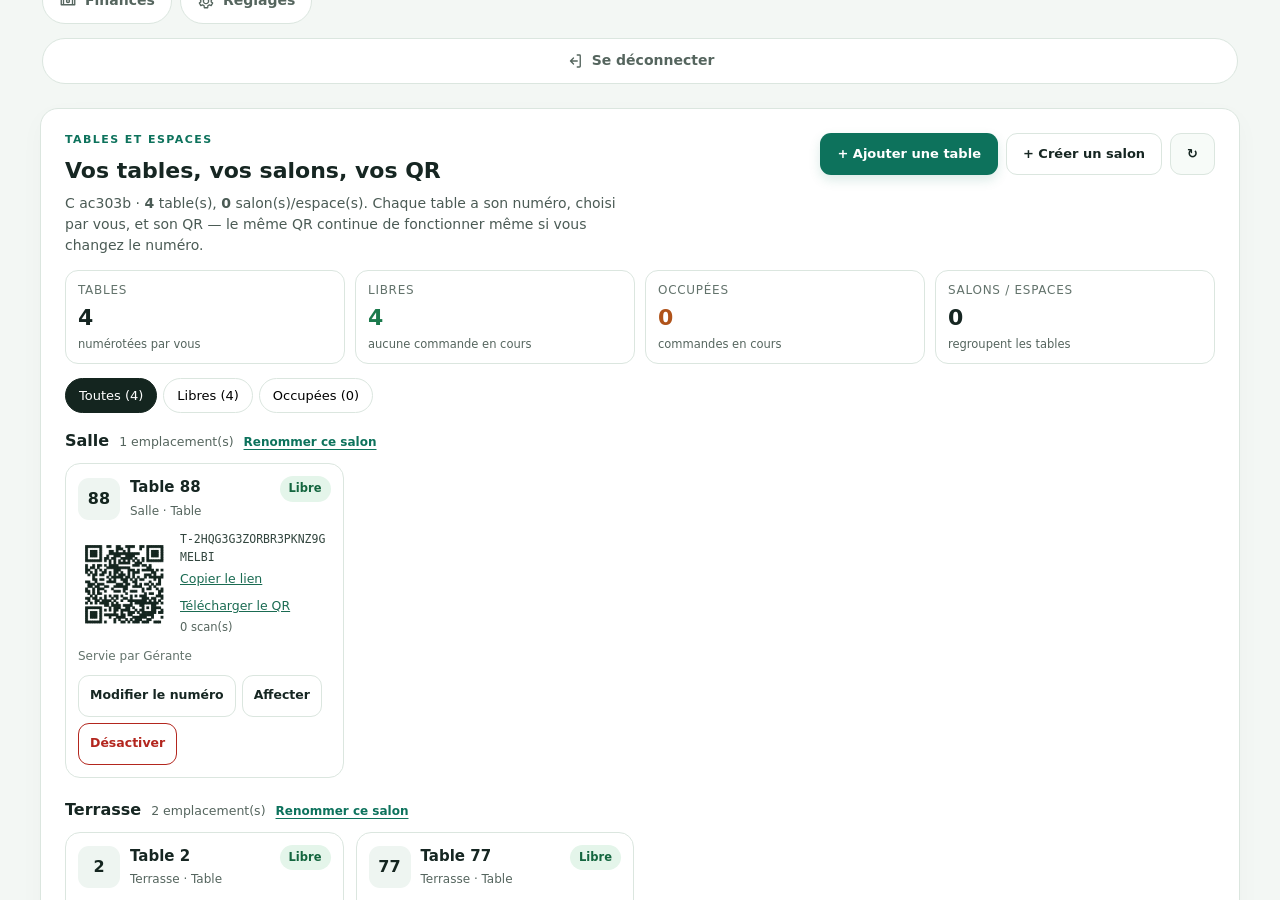 Finances
Réglages
Se déconnecter
TABLES ET ESPACES
Vos tables, vos salons, vos QR
+ Ajouter une table
+ Créer un salon
↻
C ac303b · 4 table(s), 0 salon(s)/espace(s). Chaque table a son numéro, choisi
par vous, et son QR — le même QR continue de fonctionner même si vous
changez le numéro.
TABLES
4
numérotées par vous
LIBRES
4
aucune commande en cours
OCCUPÉES
0
commandes en cours
SALONS / ESPACES
0
regroupent les tables
Toutes (4)
Libres (4)
Occupées (0)
Salle 1 emplacement(s) Renommer ce salon
88
Table 88
Libre
Salle · Table
T-2HQG3G3ZORBR3PKNZ9G
MELBI
Copier le lien
Télécharger le QR
0 scan(s)
Servie par Gérante
Modifier le numéro
Affecter
Désactiver
Terrasse 2 emplacement(s) Renommer ce salon
2
Table 2
Libre
Terrasse · Table
77
Table 77
Libre
Terrasse · Table